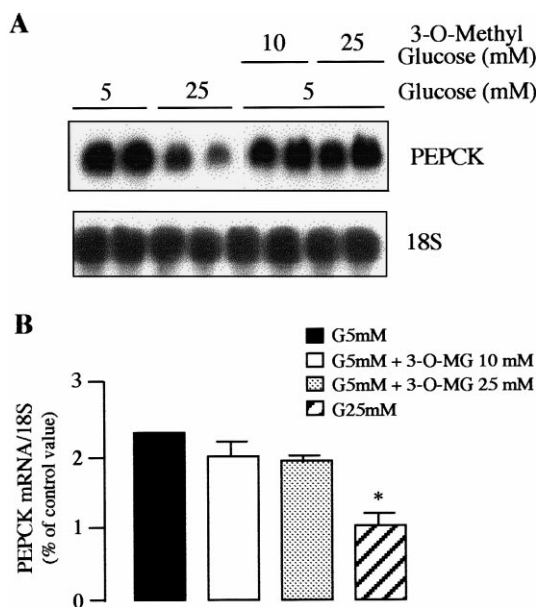 A
10 25 3-O-Methyl
Glucose (mM)
5 25 5 Glucose (mM)
PEPCK
18S
B
G5mM
G5mM + 3-O-MG 10 mM
G5mM + 3-O-MG 25 mM
G25mM
PEPCK mRNA/18S
(% of control value)
3
2
1
0
*